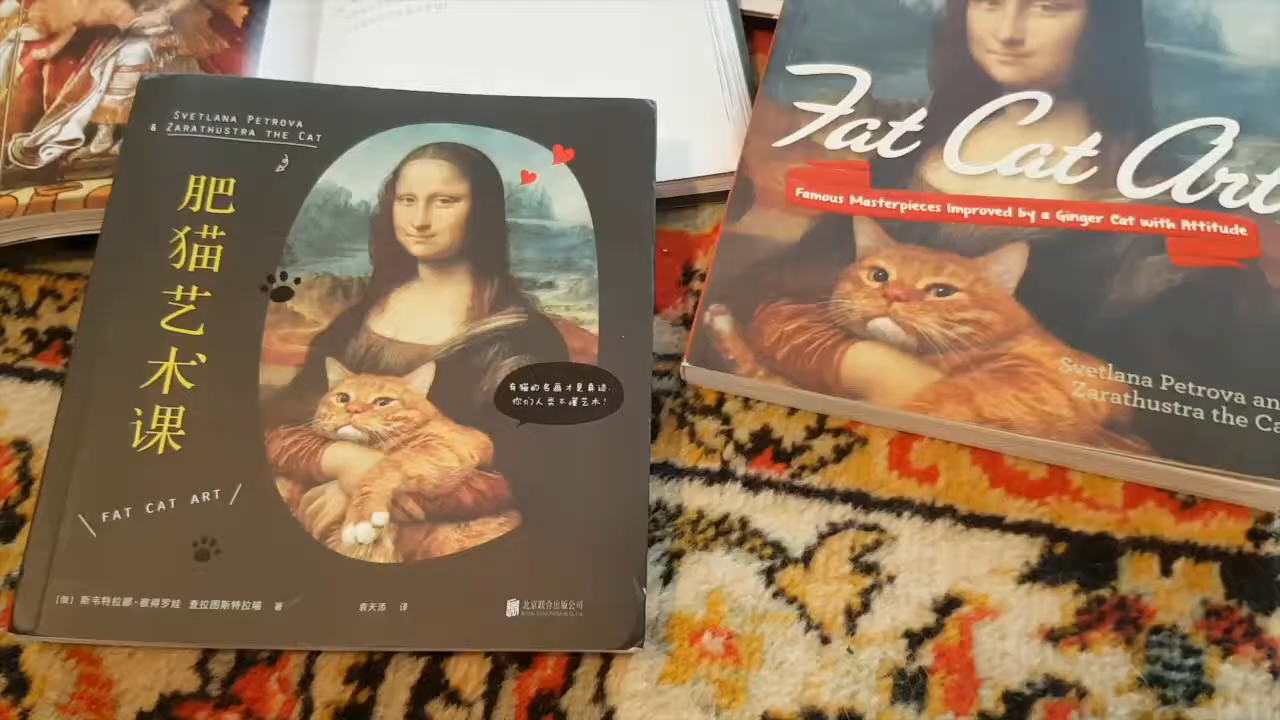 SVETLANA PETROVA
& ZARATHUSTRA THE CAT
肥猫艺术课
有猫的名画才是真迹,
你们人类不懂艺术!
FAT CAT ART
[俄] 斯韦特拉娜·彼得罗娃 查拉图斯特拉喵 著
袁天添 译
北京联合出版公司
Fat Cat Art
Famous Masterpieces Improved by a Ginger Cat with Attitude
Svetlana Petrova an
Zarathustra the Ca